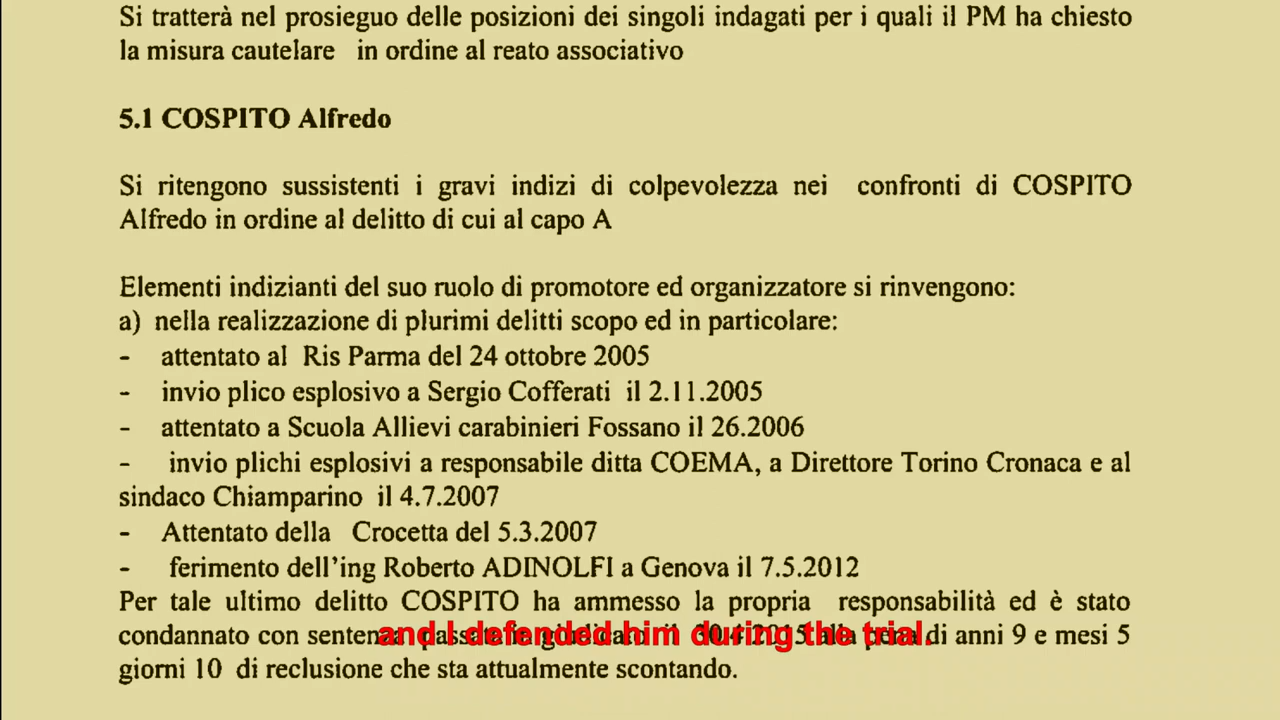 Si tratterà nel prosieguo delle posizioni dei singoli indagati per i quali il PM ha chiesto
la misura cautelare in ordine al reato associativo
5.1 COSPITO Alfredo
Si ritengono sussistenti i gravi indizi di colpevolezza nei confronti di COSPITO
Alfredo in ordine al delitto di cui al capo A
Elementi indizianti del suo ruolo di promotore ed organizzatore si rinvengono:
a) nella realizzazione di plurimi delitti scopo ed in particolare:
- attentato al Ris Parma del 24 ottobre 2005
- invio plico esplosivo a Sergio Cofferati il 2.11.2005
- attentato a Scuola Allievi carabinieri Fossano il 26.2006
- invio plichi esplosivi a responsabile ditta COEMA, a Direttore Torino Cronaca e al
sindaco Chiamparino il 4.7.2007
- Attentato della Crocetta del 5.3.2007
- ferimento dell'ing Roberto ADINOLFI a Genova il 7.5.2012
Per tale ultimo delitto COSPITO ha ammesso la propria responsabilità ed è stato
condannato con sentenza di anni 9 e mesi 5
and I defended him during the trial.
giorni 10 di reclusione che sta attualmente scontando.